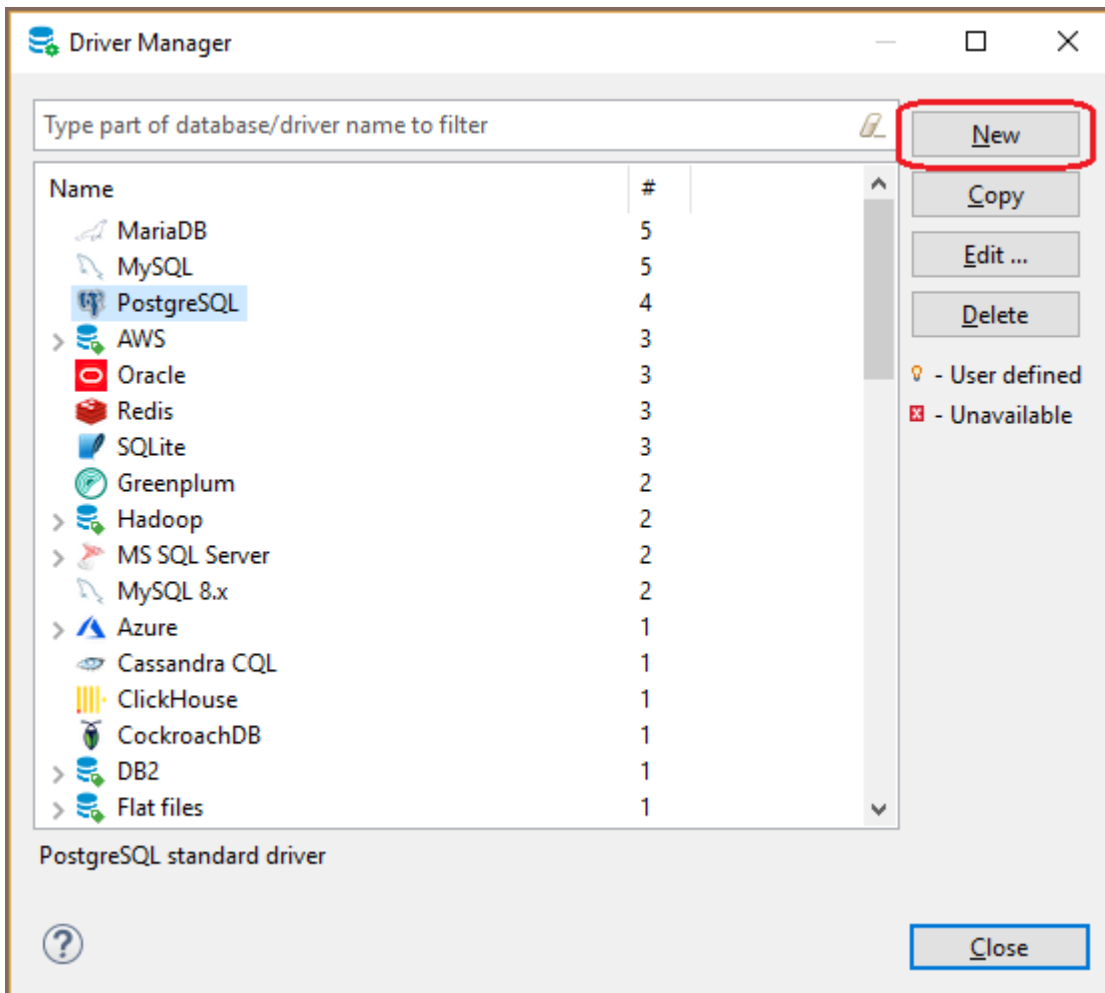 Driver Manager
Type part of database/driver name to filter
New
Name #
Copy
MariaDB 5
MySQL 5
Edit ...
PostgreSQL 4
Delete
AWS 3
Oracle 3
- User defined
Redis 3
- Unavailable
SQLite 3
Greenplum 2
Hadoop 2
MS SQL Server 2
MySQL 8.x 2
Azure 1
Cassandra CQL 1
ClickHouse 1
CockroachDB 1
DB2 1
Flat files 1
PostgreSQL standard driver
?
Close